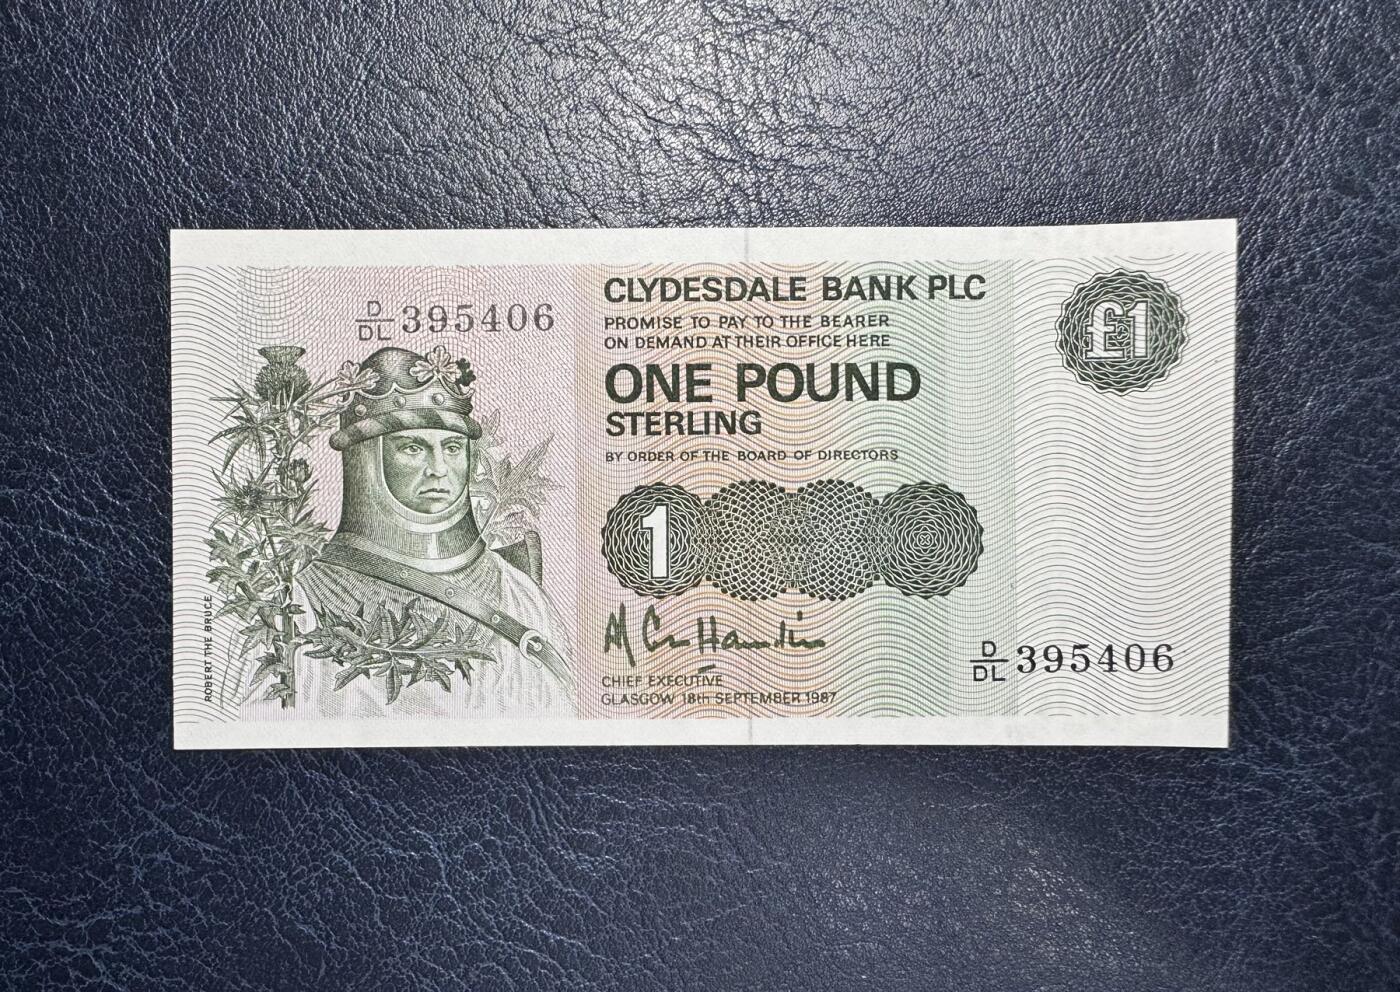 D/DL 395406
CLYDESDALE BANK PLC
PROMISE TO PAY TO THE BEARER
ON DEMAND AT THEIR OFFICE HERE
ONE POUND
STERLING
BY ORDER OF THE BOARD OF DIRECTORS
£1
1
CHIEF EXECUTIVE
GLASGOW 18th SEPTEMBER 1987
D/DL 395406
ROBERT THE BRUCE